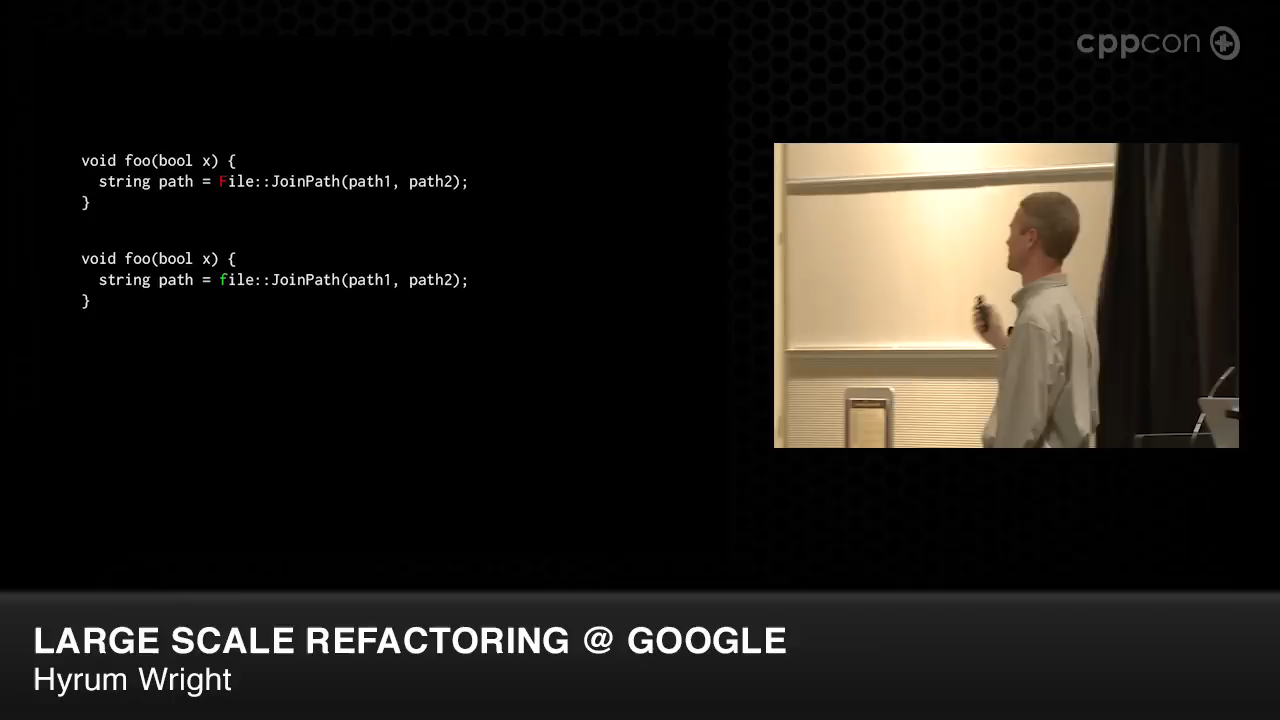 cppcon
void foo(bool x) {
  string path = File::JoinPath(path1, path2);
}
void foo(bool x) {
  string path = file::JoinPath(path1, path2);
}
LARGE SCALE REFACTORING @ GOOGLE
Hyrum Wright